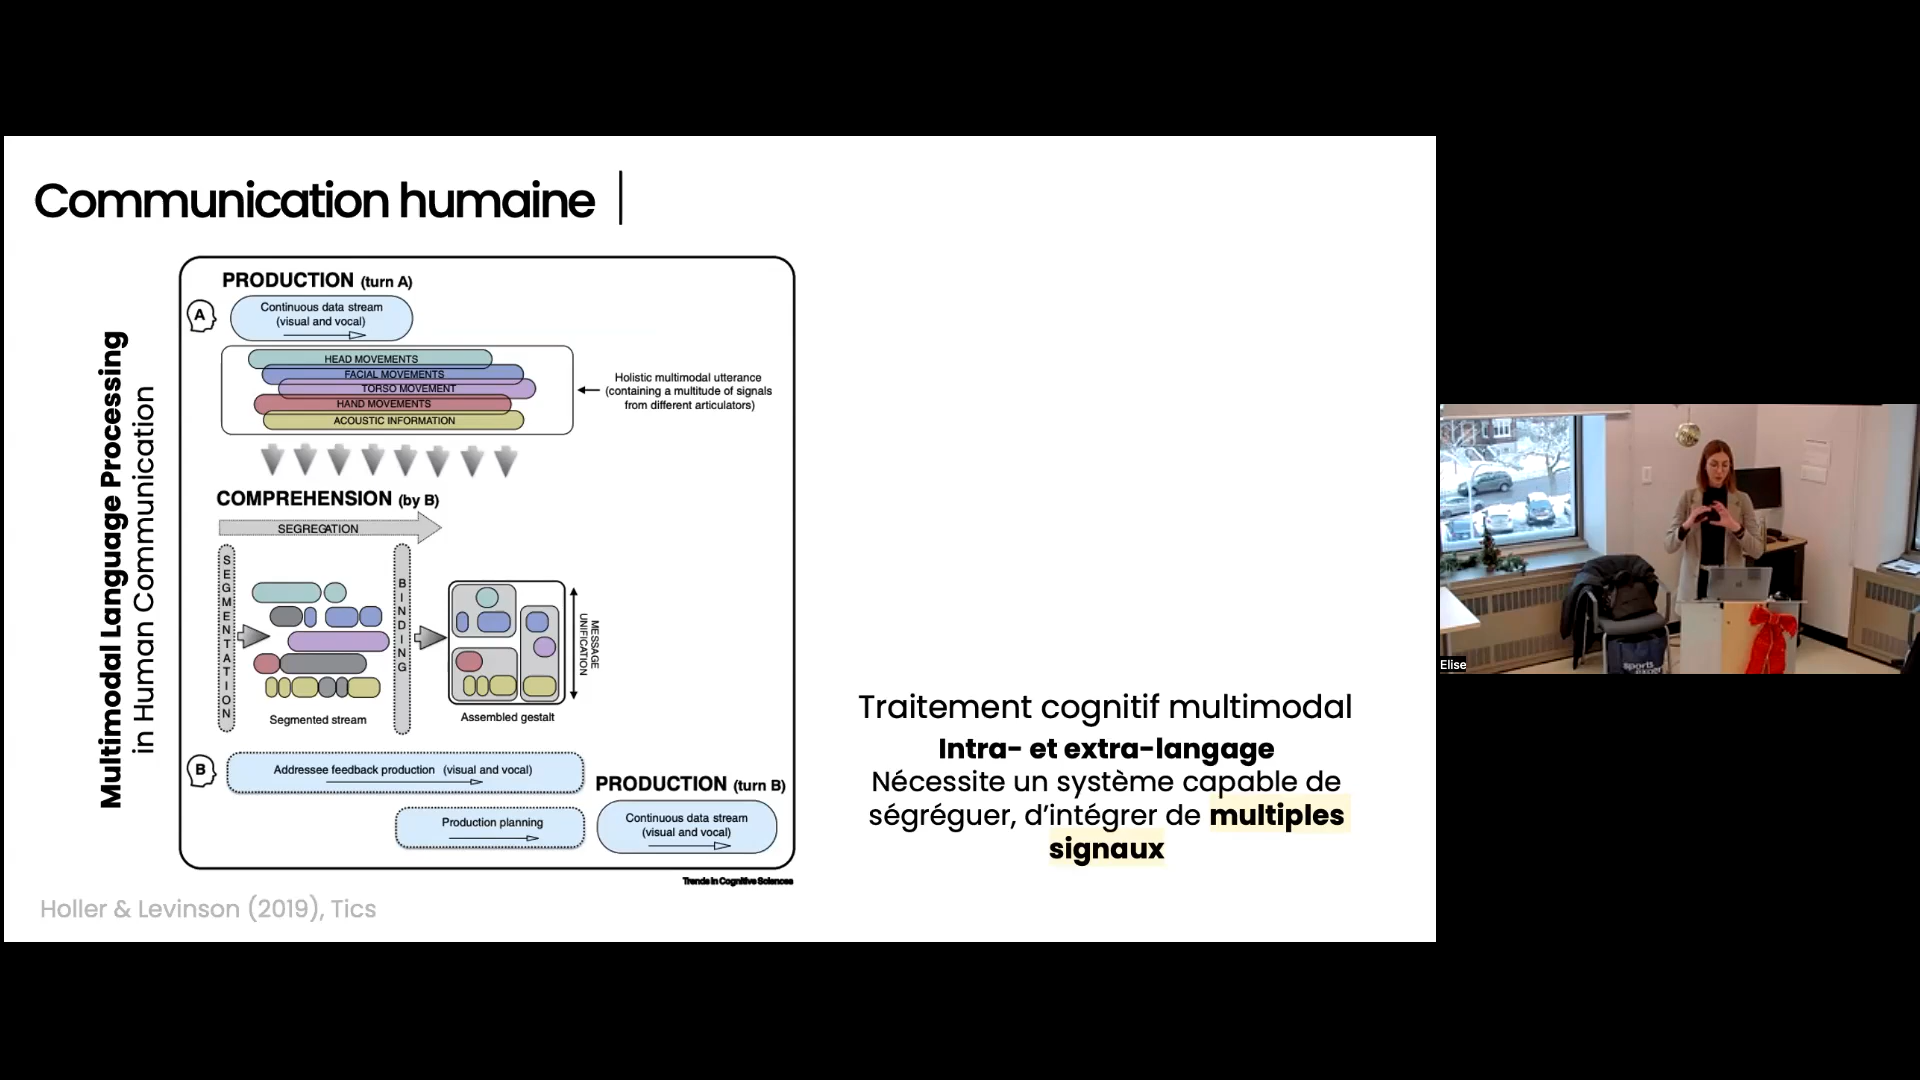 Communication humaine
Multimodal Language Processing
in Human Communication
PRODUCTION (turn A)
A
Continuous data stream
(visual and vocal)
HEAD MOVEMENTS
FACIAL MOVEMENTS
TORSO MOVEMENT
HAND MOVEMENTS
ACOUSTIC INFORMATION
Holistic multimodal utterance
(containing a multitude of signals
from different articulators)
COMPREHENSION (by B)
SEGREGATION
SEGMENTATION
Segmented stream
BINDING
Assembled gestalt
MESSAGE
UNIFICATION
B
Addressee feedback production (visual and vocal)
Production planning
PRODUCTION (turn B)
Continuous data stream
(visual and vocal)
Trends in Cognitive Sciences
Holler & Levinson (2019), Tics
Traitement cognitif multimodal
Intra- et extra-langage
Nécessite un système capable de
ségréguer, d’intégrer de multiples
signaux
Elise
sports